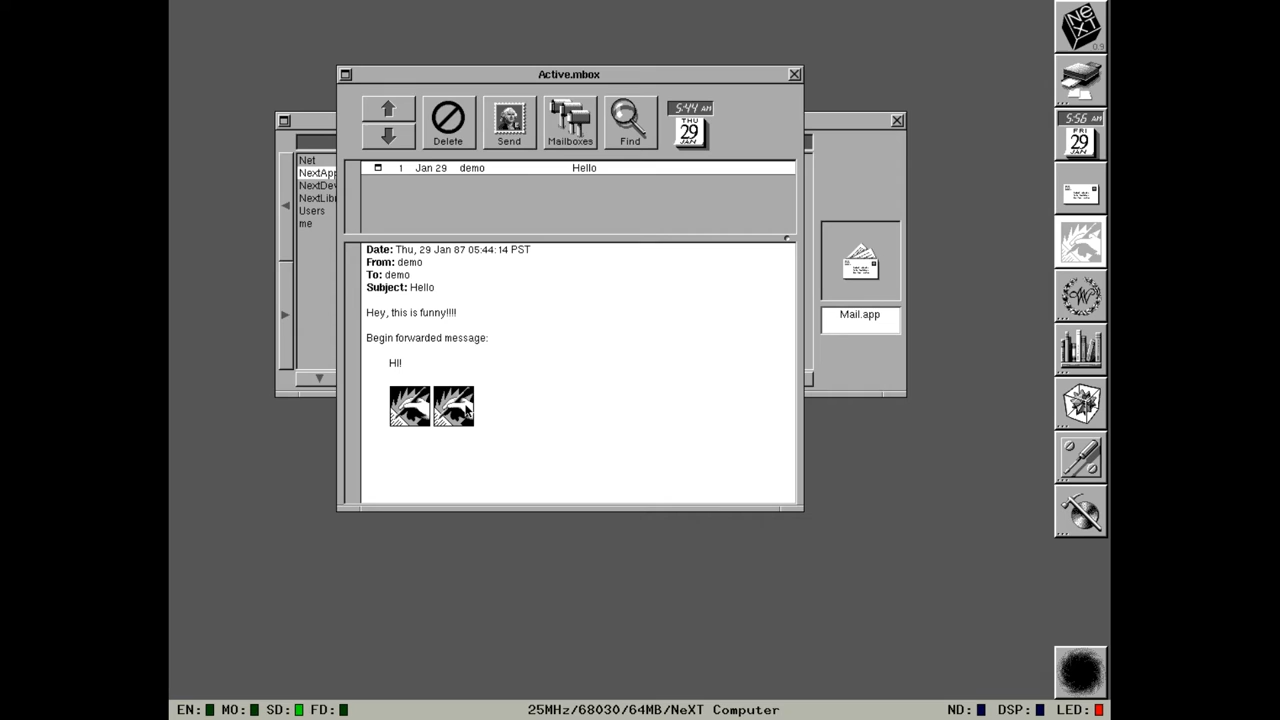 NeXT
0.9
Active.mbox
Delete
Send
Mailboxes
Find
5:44 AM
THU
29
JAN
5:56 AM
FRI
29
JAN
Net
NextApp
NextDev
NextLib
Users
me
1 Jan 29 demo Hello
Date: Thu, 29 Jan 87 05:44:14 PST
From: demo
To: demo
Subject: Hello
Hey, this is funny!!!!
Begin forwarded message:
HI!
Mail.app
EN: MO: SD: FD:
25MHz/68030/64MB/NeXT Computer
ND: DSP: LED: